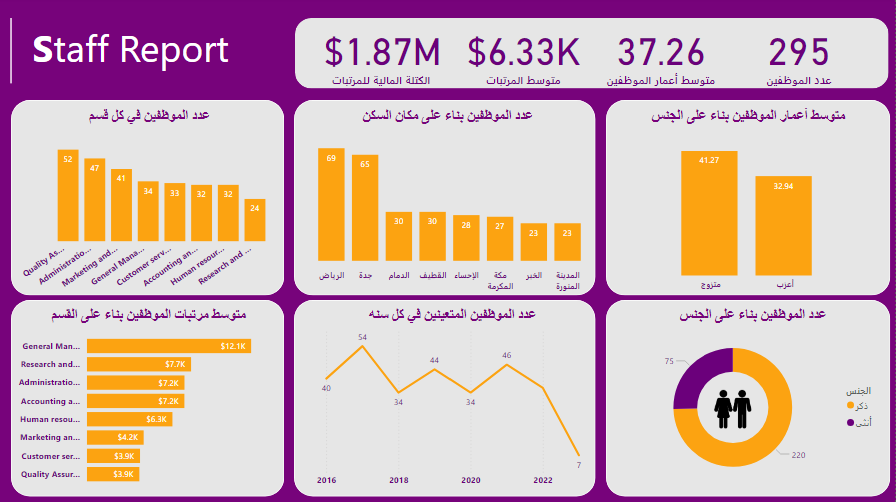 Staff Report
$1.87M
الكتلة المالية للمرتبات
$6.33K
متوسط المرتبات
37.26
متوسط أعمار الموظفين
295
عدد الموظفين
عدد الموظفين في كل قسم
52
47
41
34
33
32
32
24
Quality As...
Administratio...
Marketing and...
General Mana...
Customer serv...
Accounting an...
Human resour...
Research and ...
عدد الموظفين بناء على مكان السكن
69
65
30
30
28
27
23
23
الرياض
جدة
الدمام
القطيف
الإحساء
مكة
المكرمة
الخبر
المدينة
المنورة
متوسط أعمار الموظفين بناء على الجنس
41.27
32.94
متزوج
أعزب
متوسط مرتبات الموظفين بناء على القسم
General Man...
$12.1K
Research and...
$7.7K
Administratio...
$7.2K
Accounting a...
$7.2K
Human resou...
$6.3K
Marketing an...
$4.2K
Customer ser...
$3.9K
Quality Assur...
$3.9K
عدد الموظفين المتعينين في كل سنه
40
54
34
44
34
46
7
2016
2018
2020
2022
عدد الموظفين بناء على الجنس
75
220
الجنس
ذكر
أنثى